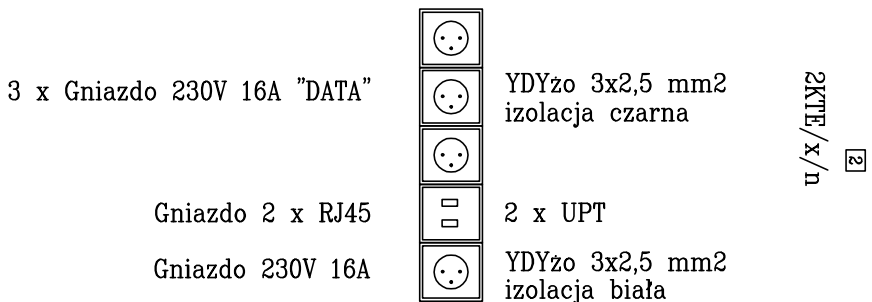 3 x Gniazdo 230V 16A "DATA"
YDYżo 3x2,5 mm2
izolacja czarna
Gniazdo 2 x RJ45
2 x UPT
Gniazdo 230V 16A
YDYżo 3x2,5 mm2
izolacja biała
2KTE/x/n
2